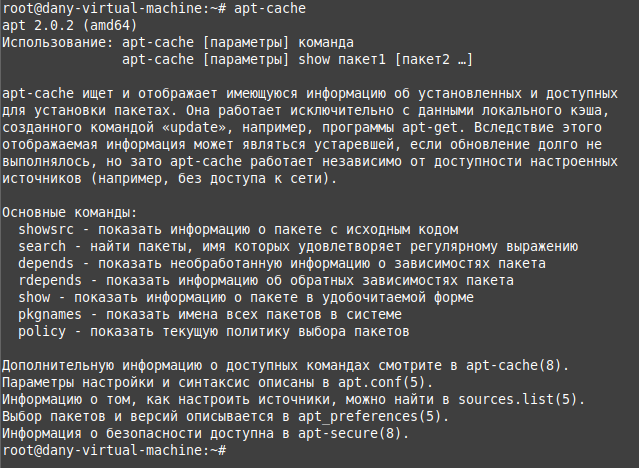 root@dany-virtual-machine:~# apt-cache
apt 2.0.2 (amd64)
Использование: apt-cache [параметры] команда
apt-cache [параметры] show пакет1 [пакет2 …]
apt-cache ищет и отображает имеющуюся информацию об установленных и доступных
для установки пакетах. Она работает исключительно с данными локального кэша,
созданного командой «update», например, программы apt-get. Вследствие этого
отображаемая информация может являться устаревшей, если обновление долго не
выполнялось, но зато apt-cache работает независимо от доступности настроенных
источников (например, без доступа к сети).
Основные команды:
showsrc - показать информацию о пакете с исходным кодом
search - найти пакеты, имя которых удовлетворяет регулярному выражению
depends - показать необработанную информацию о зависимостях пакета
rdepends - показать информацию об обратных зависимостях пакета
show - показать информацию о пакете в удобочитаемой форме
pkgnames - показать имена всех пакетов в системе
policy - показать текущую политику выбора пакетов
Дополнительную информацию о доступных командах смотрите в apt-cache(8).
Параметры настройки и синтаксис описаны в apt.conf(5).
Информацию о том, как настроить источники, можно найти в sources.list(5).
Выбор пакетов и версий описывается в apt_preferences(5).
Информация о безопасности доступна в apt-secure(8).
root@dany-virtual-machine:~#